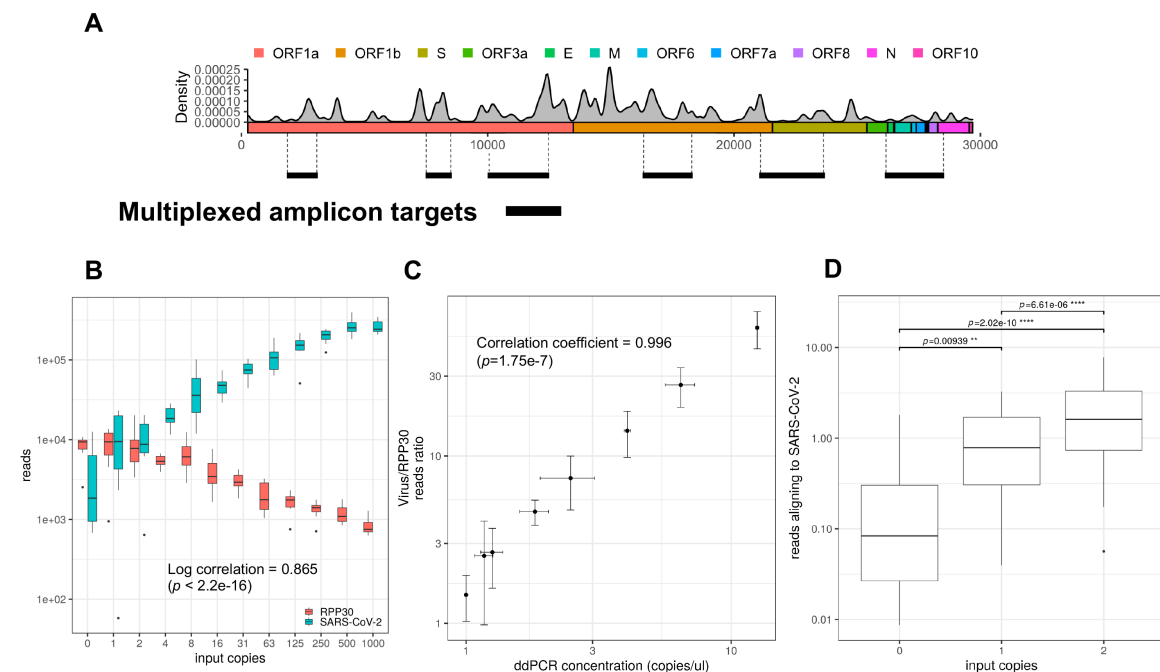 A
ORF1a ORF1b S ORF3a E M ORF6 ORF7a ORF8 N ORF10
Density
0.00025
0.00020
0.00015
0.00010
0.00005
0.00000
0 10000 20000 30000
Multiplexed amplicon targets
B
reads
1e+05
1e+04
1e+03
1e+02
Log correlation = 0.865
(p < 2.2e-16)
RPP30
SARS-CoV-2
0 1 2 4 8 16 31 63 125 250 500 1000
input copies
C
Virus/RPP30
reads ratio
30
10
3
1
Correlation coefficient = 0.996
(p=1.75e-7)
1 3 10
ddPCR concentration (copies/ul)
D
reads aligning to SARS-CoV-2
10.00
1.00
0.10
0.01
p=6.61e-06 ****
p=2.02e-10 ****
p=0.00939 **
0 1 2
input copies